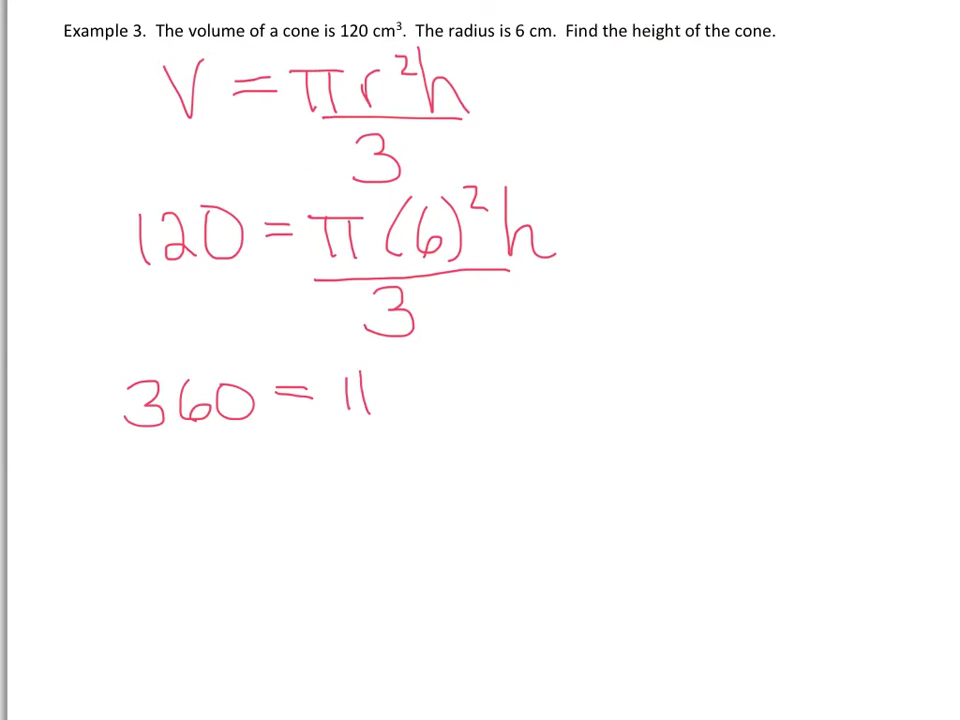 Example 3. The volume of a cone is 120 cm³. The radius is 6 cm. Find the height of the cone.
V = πr²h
3
120 = π(6)²h
3
360 = 11